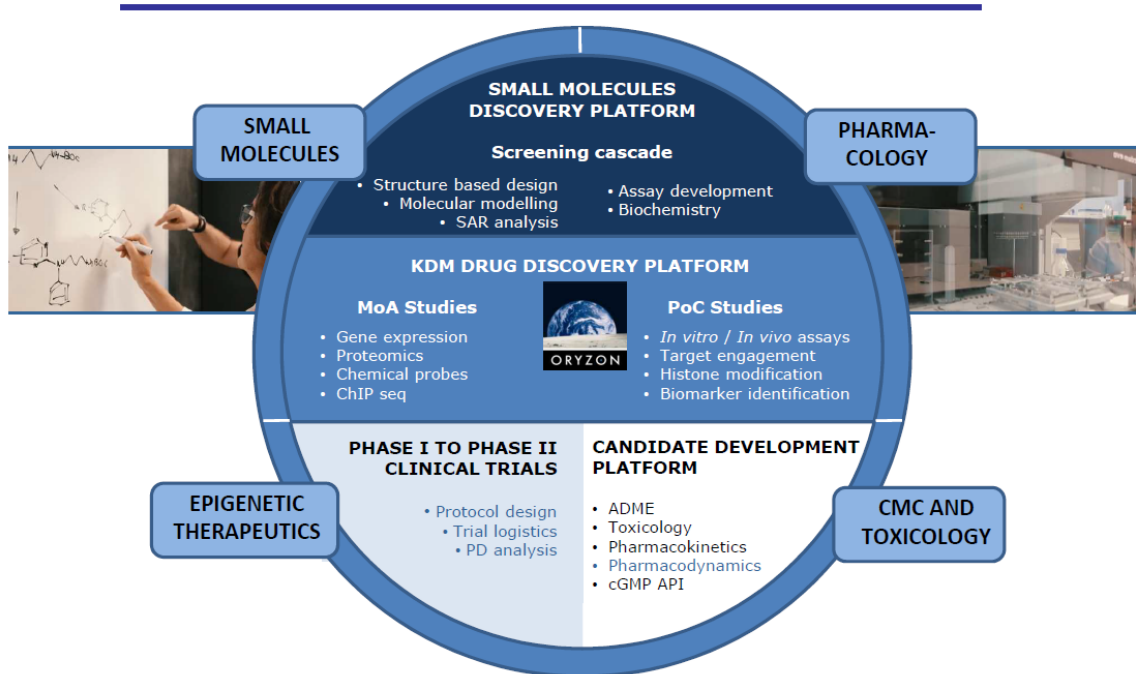 SMALL MOLECULES
DISCOVERY PLATFORM
SMALL
MOLECULES
PHARMA-
COLOGY
Screening cascade
• Structure based design
• Molecular modelling
• SAR analysis
• Assay development
• Biochemistry
KDM DRUG DISCOVERY PLATFORM
MoA Studies
• Gene expression
• Proteomics
• Chemical probes
• ChIP seq
ORYZON
PoC Studies
• In vitro / In vivo assays
• Target engagement
• Histone modification
• Biomarker identification
PHASE I TO PHASE II
CLINICAL TRIALS
• Protocol design
• Trial logistics
• PD analysis
CANDIDATE DEVELOPMENT
PLATFORM
• ADME
• Toxicology
• Pharmacokinetics
• Pharmacodynamics
• cGMP API
EPIGENETIC
THERAPEUTICS
CMC AND
TOXICOLOGY